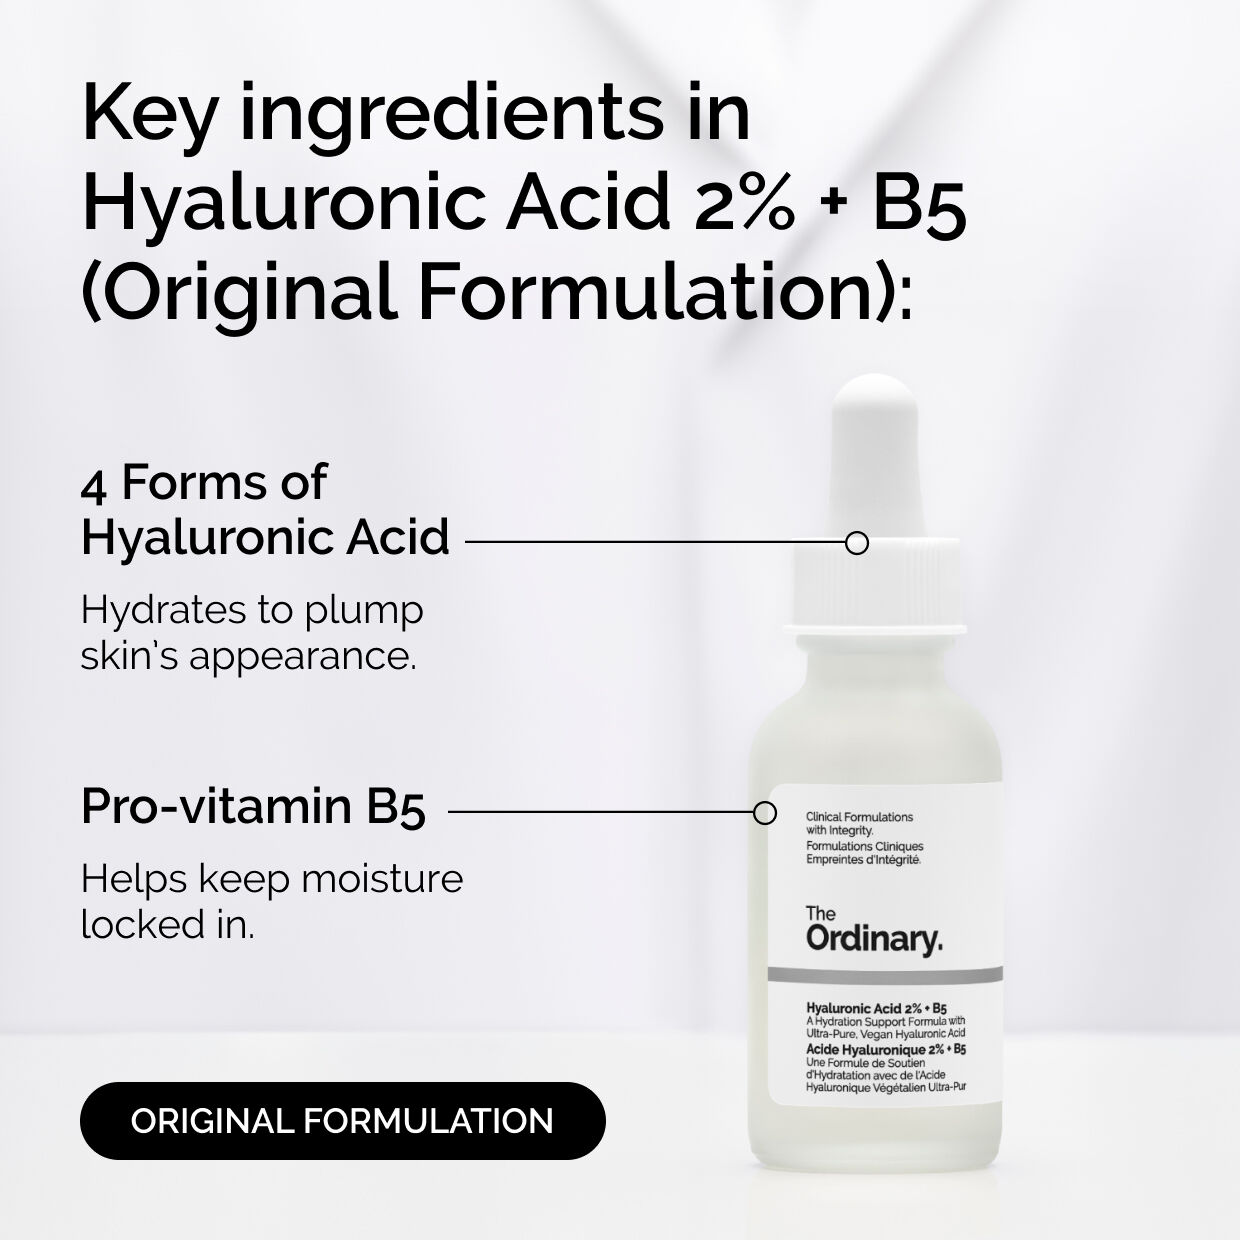 Key ingredients in
Hyaluronic Acid 2% + B5
(Original Formulation):
4 Forms of
Hyaluronic Acid
Hydrates to plump
skin's appearance.
Pro-vitamin B5
Helps keep moisture
locked in.
ORIGINAL FORMULATION
Clinical Formulations
with Integrity.
Formulations Cliniques
Empreintes d'Intégrité.
The
Ordinary.
Hyaluronic Acid 2% + B5
A Hydration Support Formula with
Ultra-Pure, Vegan Hyaluronic Acid
Acide Hyaluronique 2% + B5
Une Formule de Soutien
d'Hydratation avec de l'Acide
Hyaluronique Végétalien Ultra-Pur